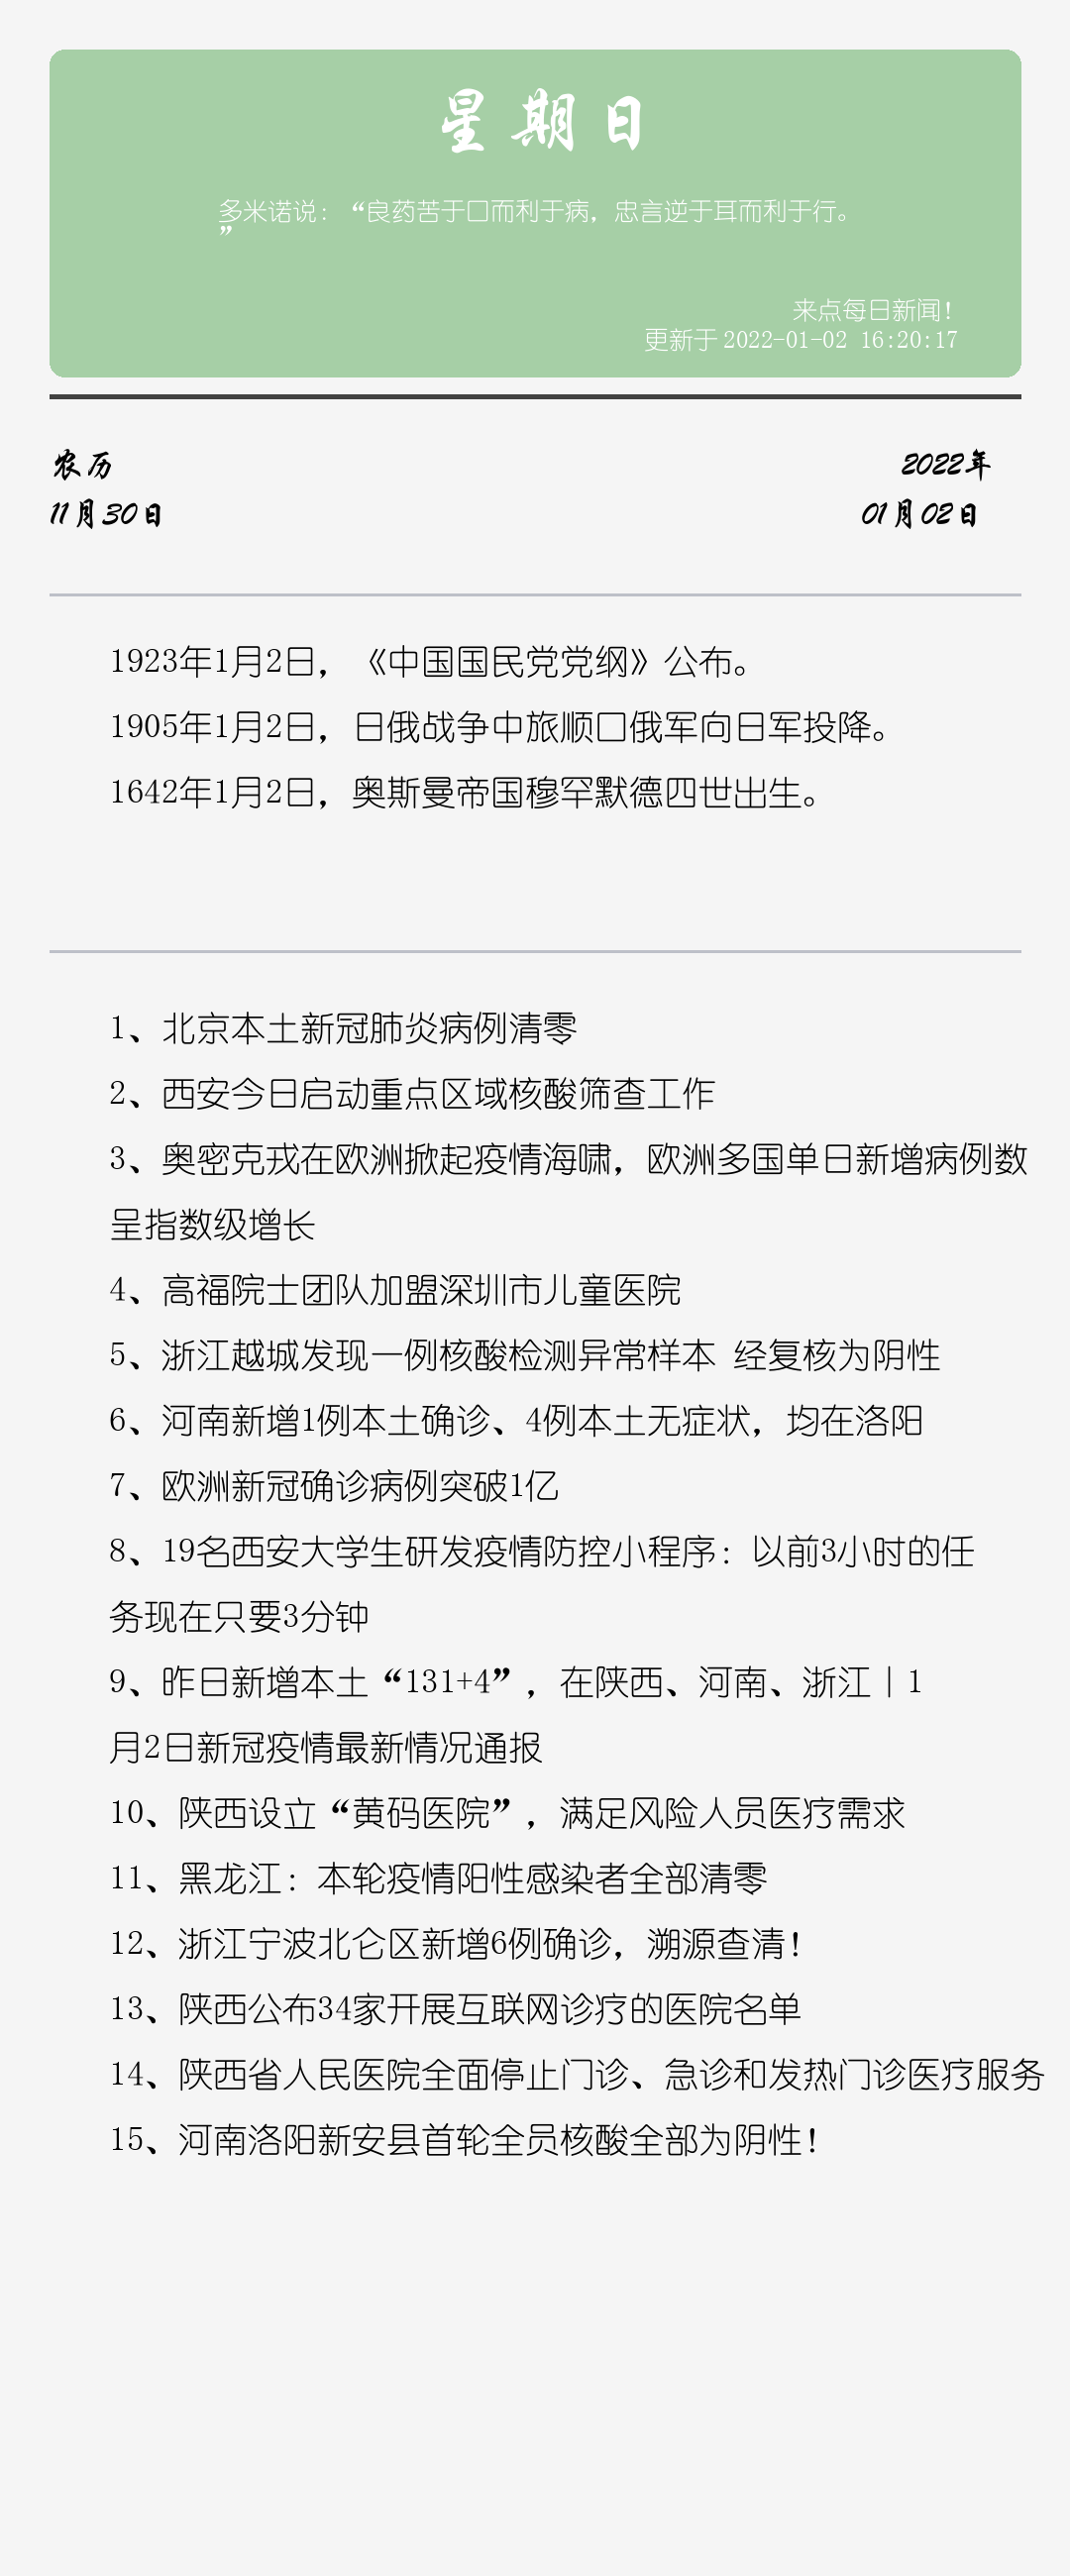 星期日
多米诺说：“良药苦于口而利于病，忠言逆于耳而利于行。
”
来点每日新闻！
更新于 2022-01-02 16:20:17
农历
2022年
11月30日
01月02日
1923年1月2日，《中国国民党党纲》公布。
1905年1月2日，日俄战争中旅顺口俄军向日军投降。
1642年1月2日，奥斯曼帝国穆罕默德四世出生。
1、北京本土新冠肺炎病例清零
2、西安今日启动重点区域核酸筛查工作
3、奥密克戎在欧洲掀起疫情海啸，欧洲多国单日新增病例数
呈指数级增长
4、高福院士团队加盟深圳市儿童医院
5、浙江越城发现一例核酸检测异常样本 经复核为阴性
6、河南新增1例本土确诊、4例本土无症状，均在洛阳
7、欧洲新冠确诊病例突破1亿
8、19名西安大学生研发疫情防控小程序：以前3小时的任
务现在只要3分钟
9、昨日新增本土“131+4”，在陕西、河南、浙江丨1
月2日新冠疫情最新情况通报
10、陕西设立“黄码医院”，满足风险人员医疗需求
11、黑龙江：本轮疫情阳性感染者全部清零
12、浙江宁波北仑区新增6例确诊，溯源查清！
13、陕西公布34家开展互联网诊疗的医院名单
14、陕西省人民医院全面停止门诊、急诊和发热门诊医疗服务
15、河南洛阳新安县首轮全员核酸全部为阴性！